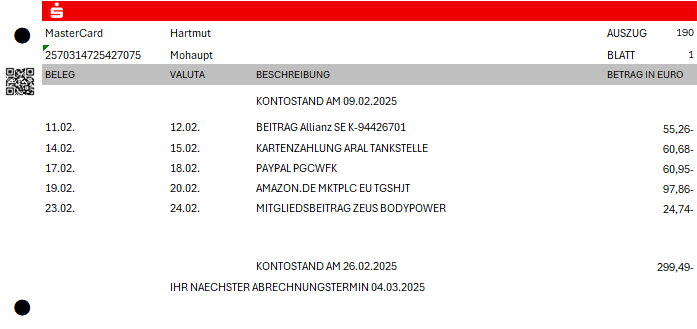 MasterCard Hartmut AUSZUG 190
2570314725427075 Mohaupt BLATT 1
BELEG VALUTA BESCHREIBUNG BETRAG IN EURO
KONTOSTAND AM 09.02.2025
11.02. 12.02. BEITRAG Allianz SE K-94426701 55,26-
14.02. 15.02. KARTENZAHLUNG ARAL TANKSTELLE 60,68-
17.02. 18.02. PAYPAL PGCWFK 60,95-
19.02. 20.02. AMAZON.DE MKTPLC EU TGSHJT 97,86-
23.02. 24.02. MITGLIEDSBEITRAG ZEUS BODYPOWER 24,74-
KONTOSTAND AM 26.02.2025 299,49-
IHR NAECHSTER ABRECHNUNGSTERMIN 04.03.2025